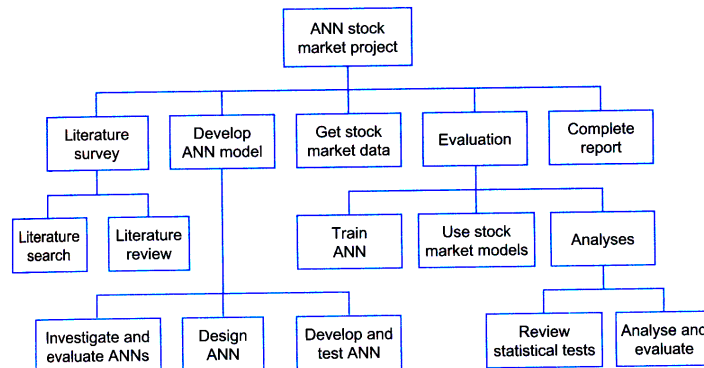 ANN stock
market project
Literature
survey
Develop
ANN model
Get stock
market data
Evaluation
Complete
report
Literature
search
Literature
review
Train
ANN
Use stock
market models
Analyses
Investigate and
evaluate ANNs
Design
ANN
Develop and
test ANN
Review
statistical tests
Analyse and
evaluate